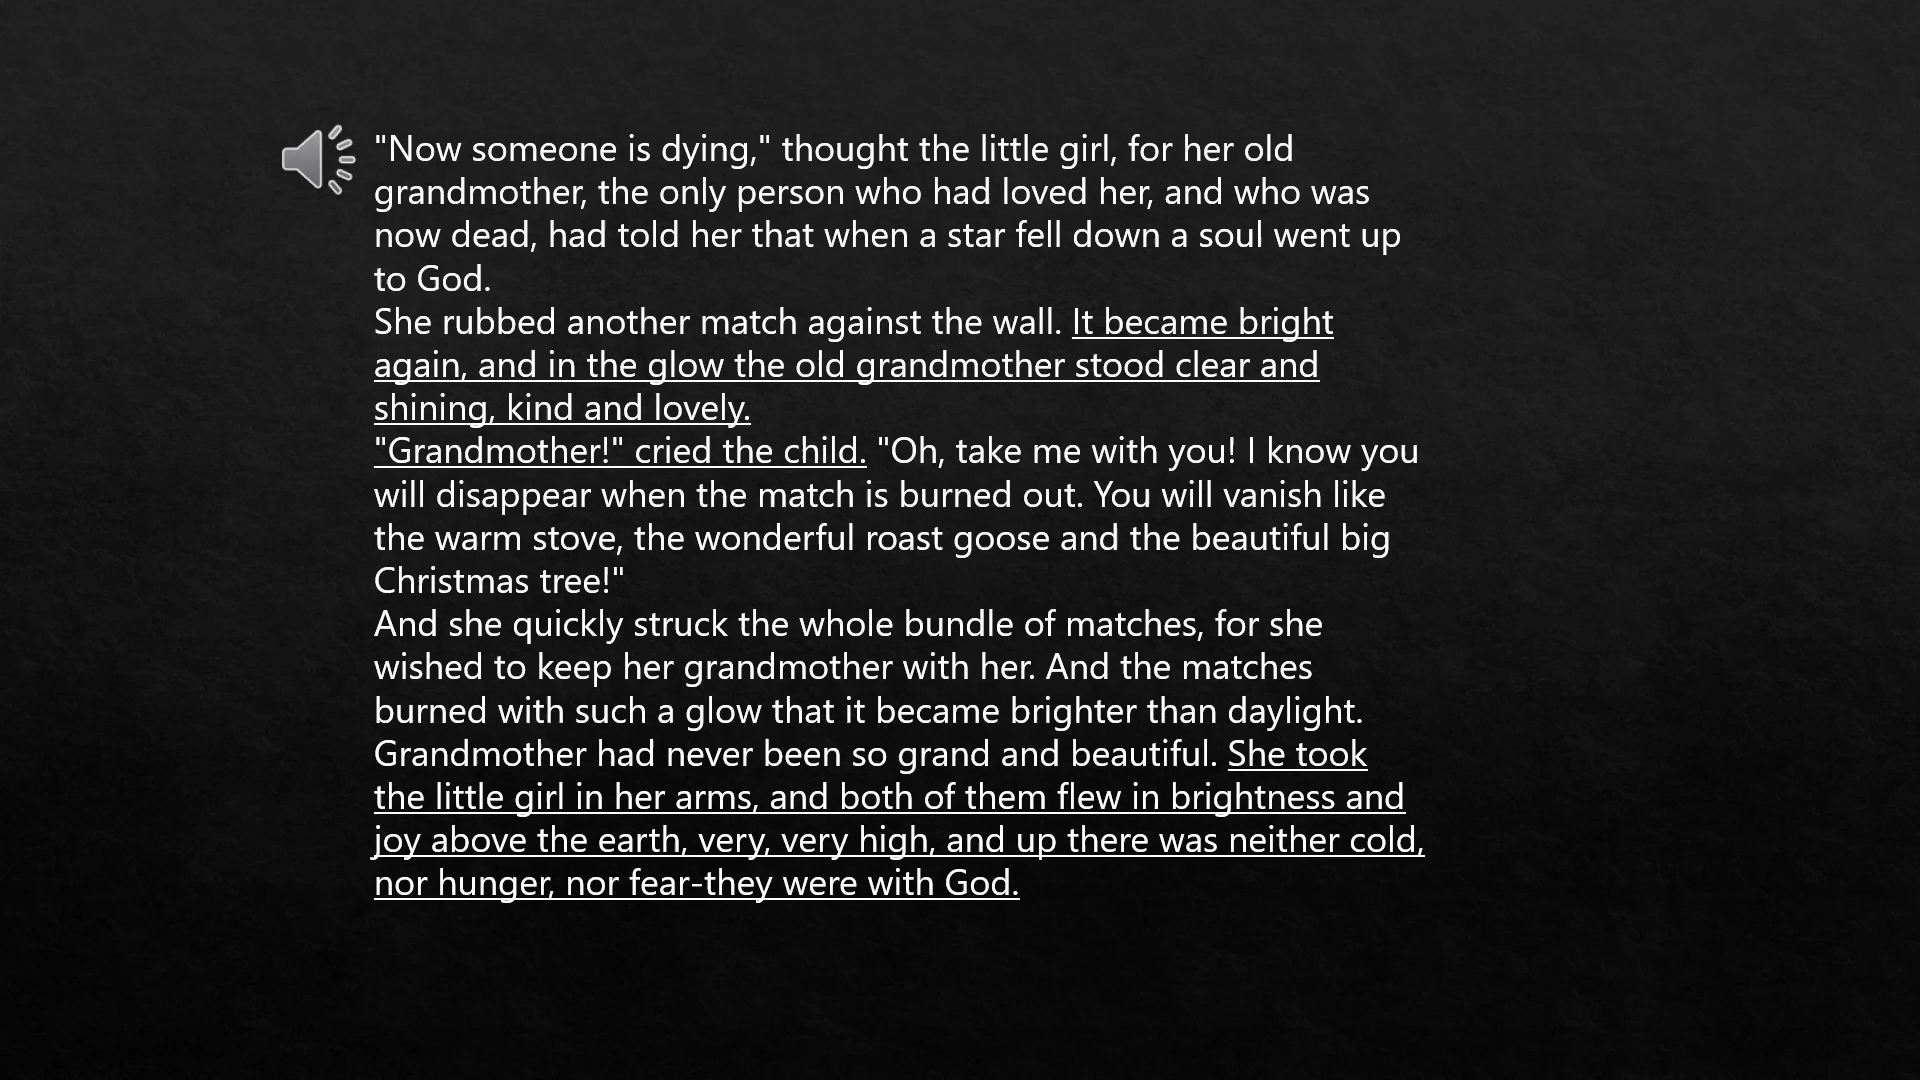 "Now someone is dying," thought the little girl, for her old
grandmother, the only person who had loved her, and who was
now dead, had told her that when a star fell down a soul went up
to God.
She rubbed another match against the wall. It became bright
again, and in the glow the old grandmother stood clear and
shining, kind and lovely.
"Grandmother!" cried the child. "Oh, take me with you! I know you
will disappear when the match is burned out. You will vanish like
the warm stove, the wonderful roast goose and the beautiful big
Christmas tree!"
And she quickly struck the whole bundle of matches, for she
wished to keep her grandmother with her. And the matches
burned with such a glow that it became brighter than daylight.
Grandmother had never been so grand and beautiful. She took
the little girl in her arms, and both of them flew in brightness and
joy above the earth, very, very high, and up there was neither cold,
nor hunger, nor fear-they were with God.